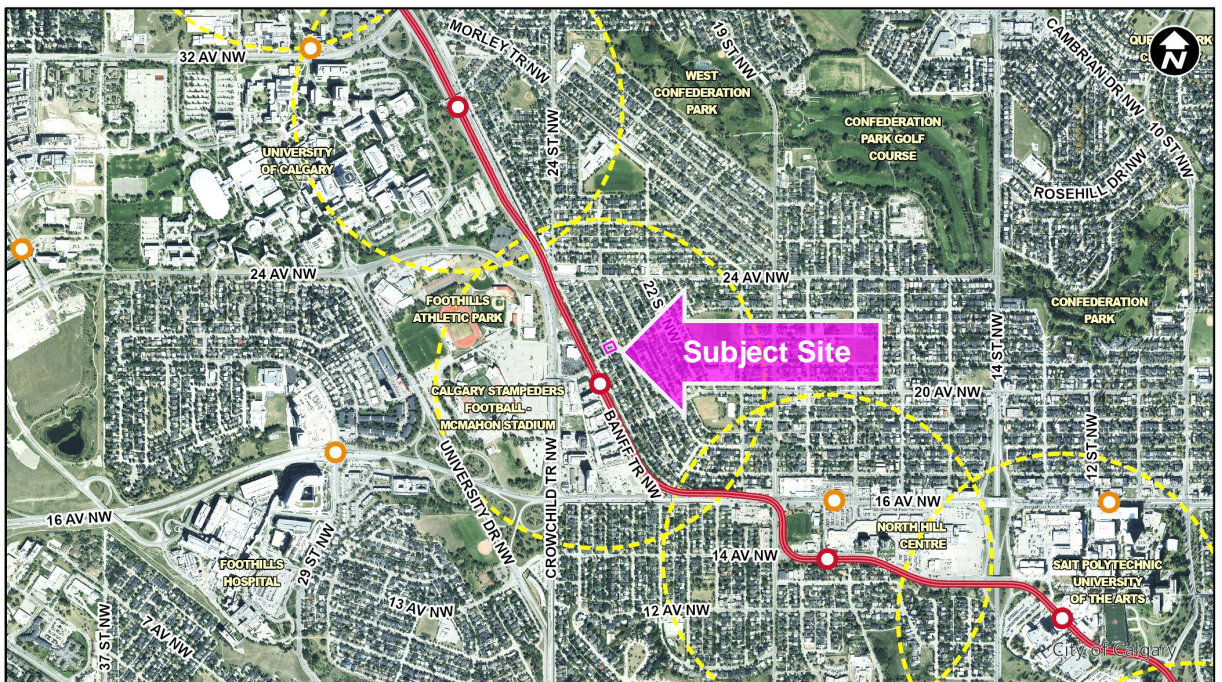 32 AV NW
MORLEY TR NW
19 ST NW
CAMBRIAN DR NW
N
WEST
CONFEDERATION
PARK
24 ST NW
CONFEDERATION
PARK GOLF
COURSE
10 ST NW
UNIVERSITY
OF CALGARY
ROSEHILL DR NW
24 AV NW
24 AV NW
FOOTHILLS
ATHLETIC PARK
CONFEDERATION
PARK
Subject Site
14 ST NW
CALGARY STAMPEDERS
FOOTBALL -
MCMAHON STADIUM
20 AV NW
BANFF TR NW
12 ST NW
UNIVERSITY DR NW
CROWCHILD TR NW
16 AV NW
16 AV NW
NORTH HILL
CENTRE
14 AV NW
FOOTHILLS
HOSPITAL
29 ST NW
SAIT POLYTECHNIC
UNIVERSITY
OF THE ARTS
13 AV NW
12 AV NW
7 AV NW
37 ST NW
City of Calgary